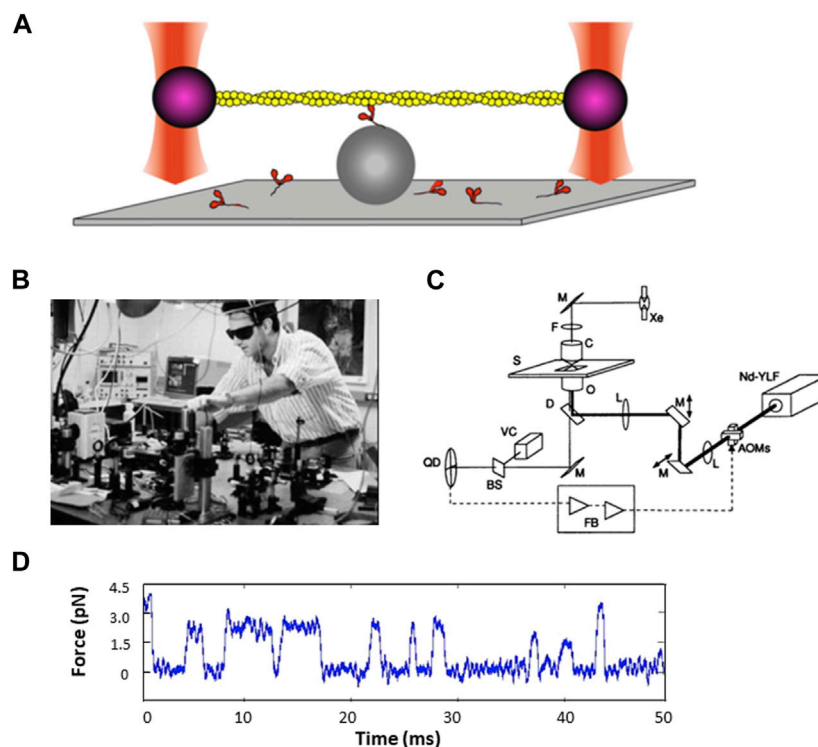 A
B
C
M
Xe
F
C
S
O
Nd-YLF
D
L
M
VC
AOMs
L
QD
M
M
BS
FB
D
4.5
3.0
1.5
0
Force (pN)
0
10
20
30
40
50
Time (ms)